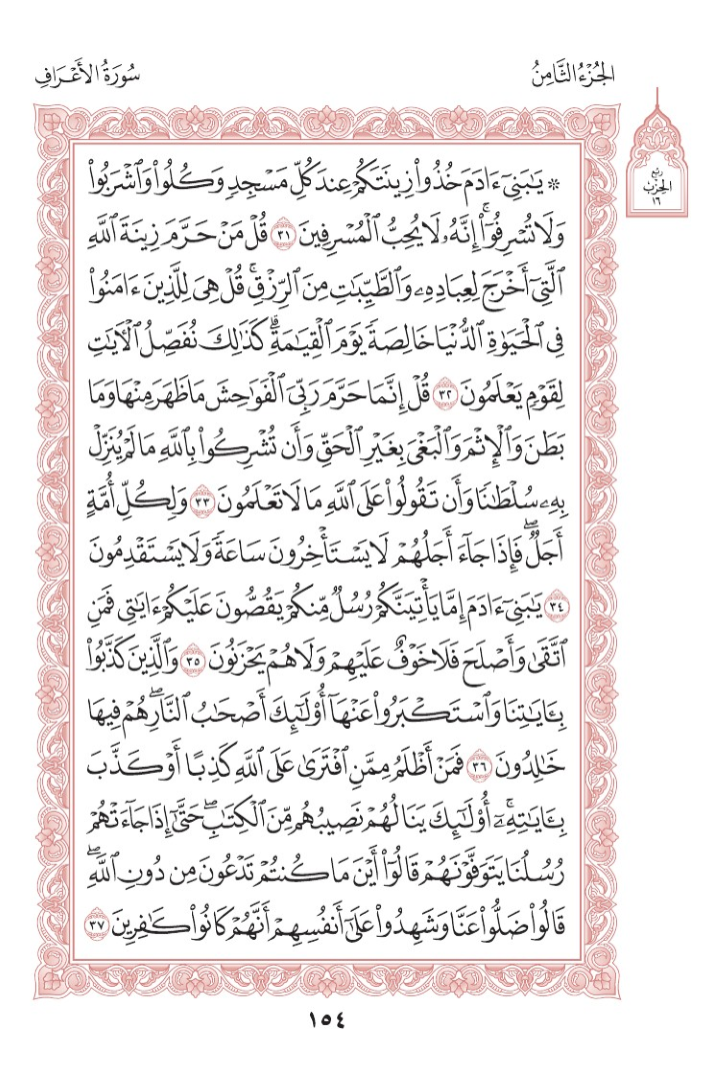 الجُزْءُ الثَّامِنُ
سُورَةُ الأَعْرَافِ
ربع
الحِزْب
١٦
۞ يَٰبَنِيٓ ءَادَمَ خُذُواْ زِينَتَكُمۡ عِندَ كُلِّ مَسۡجِدٖ وَكُلُواْ وَٱشۡرَبُواْ
وَلَا تُسۡرِفُوٓاْۚ إِنَّهُۥ لَا يُحِبُّ ٱلۡمُسۡرِفِينَ ٣١ قُلۡ مَنۡ حَرَّمَ زِينَةَ ٱللَّهِ
ٱلَّتِيٓ أَخۡرَجَ لِعِبَادِهِۦ وَٱلطَّيِّبَٰتِ مِنَ ٱلرِّزۡقِۚ قُلۡ هِيَ لِلَّذِينَ ءَامَنُواْ
فِي ٱلۡحَيَوٰةِ ٱلدُّنۡيَا خَالِصَةٗ يَوۡمَ ٱلۡقِيَٰمَةِۗ كَذَٰلِكَ نُفَصِّلُ ٱلۡأٓيَٰتِ
لِقَوۡمٖ يَعۡلَمُونَ ٣٢ قُلۡ إِنَّمَا حَرَّمَ رَبِّيَ ٱلۡفَوَٰحِشَ مَا ظَهَرَ مِنۡهَا وَمَا
بَطَنَ وَٱلۡإِثۡمَ وَٱلۡبَغۡيَ بِغَيۡرِ ٱلۡحَقِّ وَأَن تُشۡرِكُواْ بِٱللَّهِ مَا لَمۡ يُنَزِّلۡ
بِهِۦ سُلۡطَٰنٗا وَأَن تَقُولُواْ عَلَى ٱللَّهِ مَا لَا تَعۡلَمُونَ ٣٣ وَلِكُلِّ أُمَّةٍ
أَجَلٞۖ فَإِذَا جَآءَ أَجَلُهُمۡ لَا يَسۡتَأۡخِرُونَ سَاعَةٗ وَلَا يَسۡتَقۡدِمُونَ
٣٤ يَٰبَنِيٓ ءَادَمَ إِمَّا يَأۡتِيَنَّكُمۡ رُسُلٞ مِّنكُمۡ يَقُصُّونَ عَلَيۡكُمۡ ءَايَٰتِي فَمَنِ
ٱتَّقَىٰ وَأَصۡلَحَ فَلَا خَوۡفٌ عَلَيۡهِمۡ وَلَا هُمۡ يَحۡزَنُونَ ٣٥ وَٱلَّذِينَ كَذَّبُواْ
بِـَٔايَٰتِنَا وَٱسۡتَكۡبَرُواْ عَنۡهَآ أُوْلَٰٓئِكَ أَصۡحَٰبُ ٱلنَّارِۖ هُمۡ فِيهَا
خَٰلِدُونَ ٣٦ فَمَنۡ أَظۡلَمُ مِمَّنِ ٱفۡتَرَىٰ عَلَى ٱللَّهِ كَذِبًا أَوۡ كَذَّبَ
بِـَٔايَٰتِهِۦٓۚ أُوْلَٰٓئِكَ يَنَالُهُمۡ نَصِيبُهُم مِّنَ ٱلۡكِتَٰبِۖ حَتَّىٰٓ إِذَا جَآءَتۡهُمۡ
رُسُلُنَا يَتَوَفَّوۡنَهُمۡ قَالُوٓاْ أَيۡنَ مَا كُنتُمۡ تَدۡعُونَ مِن دُونِ ٱللَّهِۖ
قَالُواْ ضَلُّواْ عَنَّا وَشَهِدُواْ عَلَىٰٓ أَنفُسِهِمۡ أَنَّهُمۡ كَانُواْ كَٰفِرِينَ ٣٧
١٥٤